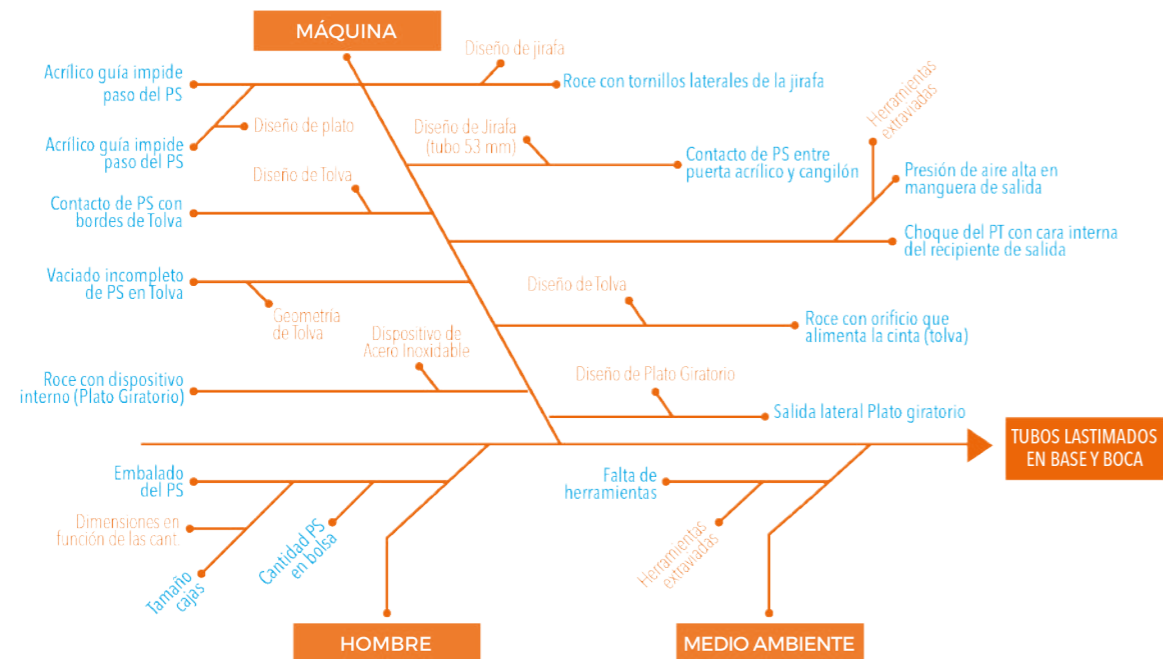 MÁQUINA
Diseño de jirafa
Acrílico guía impide
paso del PS
Roce con tornillos laterales de la jirafa
Herramientas
extraviadas
Diseño de plato
Acrílico guía impide
paso del PS
Diseño de Jirafa
(tubo 53 mm)
Contacto de PS entre
puerta acrílico y cangilón
Presión de aire alta en
manguera de salida
Diseño de Tolva
Contacto de PS con
bordes de Tolva
Choque del PT con cara interna
del recipiente de salida
Vaciado incompleto
de PS en Tolva
Geometría
de Tolva
Diseño de Tolva
Roce con orificio que
alimenta la cinta (tolva)
Dispositivo de
Acero Inoxidable
Roce con dispositivo
interno (Plato Giratorio)
Diseño de Plato Giratorio
Salida lateral Plato giratorio
TUBOS LASTIMADOS
EN BASE Y BOCA
Embalado
del PS
Dimensiones en
función de las cant.
Tamaño
cajas
Cantidad PS
en bolsa
Falta de
herramientas
Herramientas
extraviadas
HOMBRE
MEDIO AMBIENTE